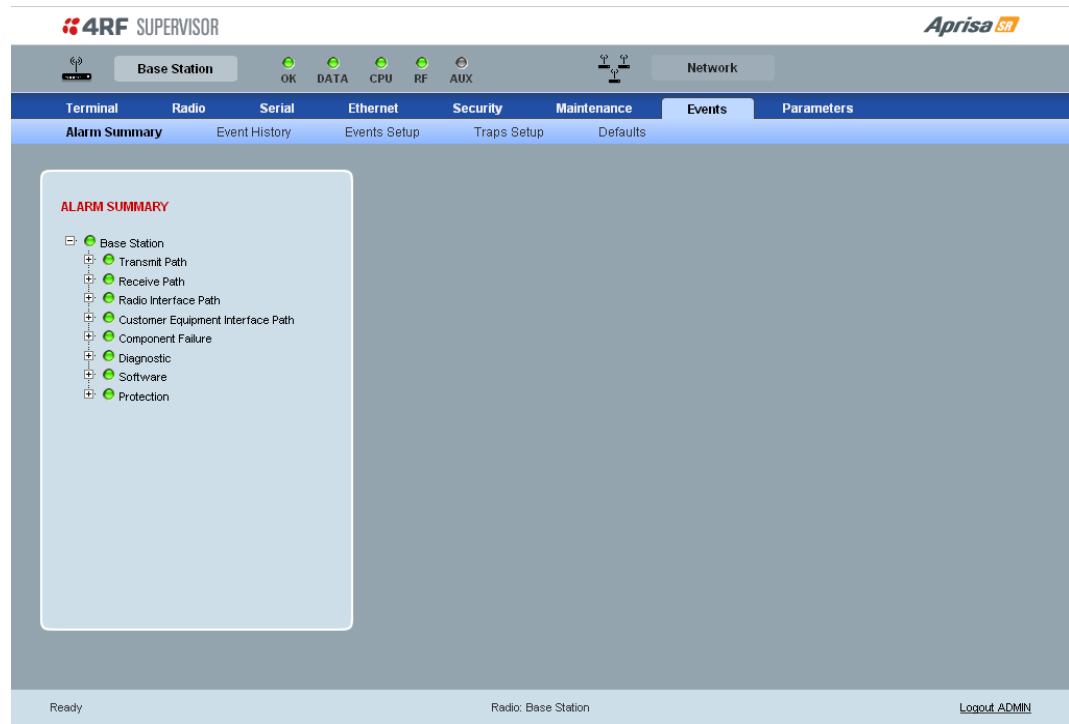 4RF SUPERVISOR
Aprisa SR
Base Station
OK DATA CPU RF AUX
Network
Terminal Radio Serial Ethernet Security Maintenance Events Parameters
Alarm Summary Event History Events Setup Traps Setup Defaults
ALARM SUMMARY
Base Station
Transmit Path
Receive Path
Radio Interface Path
Customer Equipment Interface Path
Component Failure
Diagnostic
Software
Protection
Ready Radio: Base Station Logout ADMIN